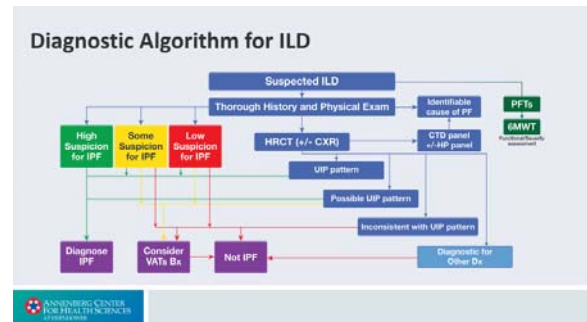 Diagnostic Algorithm for ILD
Suspected ILD
Thorough History and Physical Exam
Identifiable
cause of PF
PFTs
6MWT
Functional/Severity
assessment
High
Suspicion
for IPF
Some
Suspicion
for IPF
Low
Suspicion
for IPF
HRCT (+/- CXR)
CTD panel
+/-HP panel
UIP pattern
Possible UIP pattern
Inconsistent with UIP pattern
Diagnose
IPF
Consider
VATs Bx
Not IPF
Diagnostic for
Other Dx
ANNENBERG CENTER
FOR HEALTH SCIENCES
AT EISENHOWER